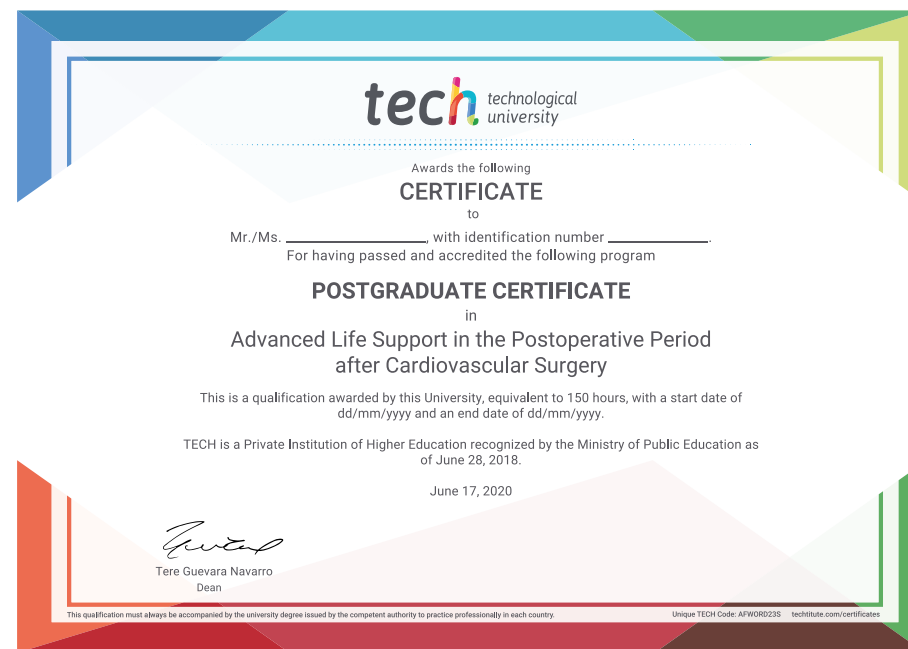 tech technological
university
Awards the following
CERTIFICATE
to
Mr./Ms. ____________________, with identification number ______________.
For having passed and accredited the following program
POSTGRADUATE CERTIFICATE
in
Advanced Life Support in the Postoperative Period
after Cardiovascular Surgery
This is a qualification awarded by this University, equivalent to 150 hours, with a start date of
dd/mm/yyyy and an end date of dd/mm/yyyy.
TECH is a Private Institution of Higher Education recognized by the Ministry of Public Education as
of June 28, 2018.
June 17, 2020
Tere Guevara Navarro
Dean
This qualification must always be accompanied by the university degree issued by the competent authority to practice professionally in each country. Unique TECH Code: AFWORD23S techtitute.com/certificates